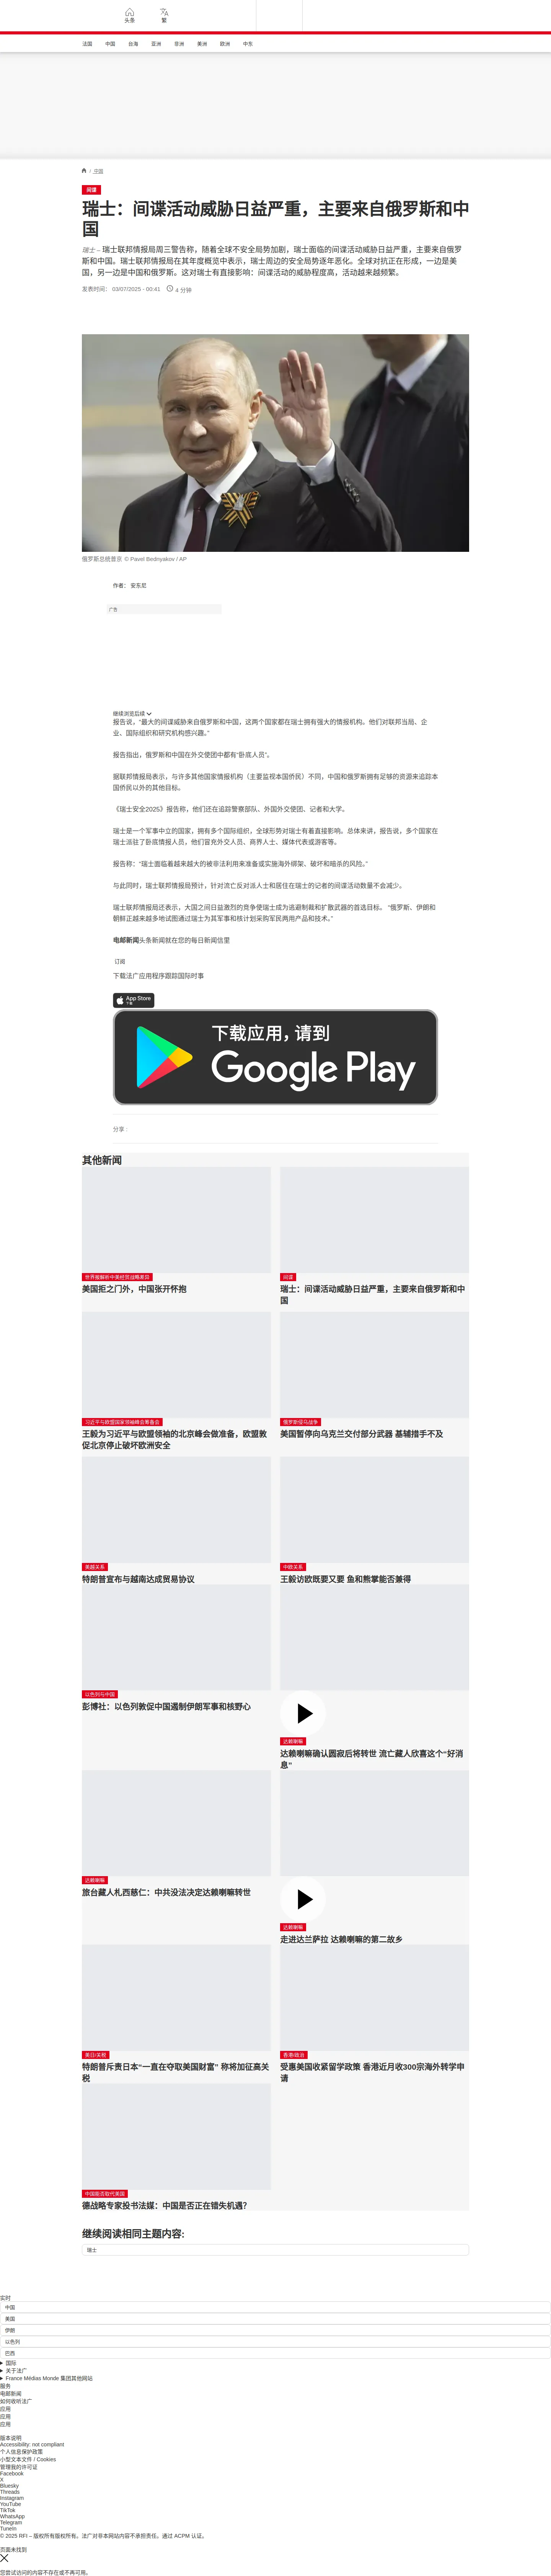 头条
繁
法国 中国 台海 亚洲 非洲 美洲 欧洲 中东
/ 中国
间谍
瑞士：间谍活动威胁日益严重，主要来自俄罗斯和中
国
瑞士 – 瑞士联邦情报局周三警告称，随着全球不安全局势加剧，瑞士面临的间谍活动威胁日益严重，主要来自俄罗
斯和中国。瑞士联邦情报局在其年度概览中表示，瑞士周边的安全局势逐年恶化。全球对抗正在形成，一边是美
国，另一边是中国和俄罗斯。这对瑞士有直接影响：间谍活动的威胁程度高，活动越来越频繁。
发表时间： 03/07/2025 - 00:41 4 分钟
俄罗斯总统普京 © Pavel Bednyakov / AP
作者： 安东尼
广告
继续浏览后续
报告说，“最大的间谍威胁来自俄罗斯和中国，这两个国家都在瑞士拥有强大的情报机构。他们对联邦当局、企
业、国际组织和研究机构感兴趣。”
报告指出，俄罗斯和中国在外交使团中都有“卧底人员”。
据联邦情报局表示，与许多其他国家情报机构（主要监视本国侨民）不同，中国和俄罗斯拥有足够的资源来追踪本
国侨民以外的其他目标。
《瑞士安全2025》报告称，他们还在追踪警察部队、外国外交使团、记者和大学。
瑞士是一个军事中立的国家，拥有多个国际组织，全球形势对瑞士有着直接影响。总体来讲，报告说，多个国家在
瑞士派驻了卧底情报人员，他们冒充外交人员、商界人士、媒体代表或游客等。
报告称：“瑞士面临着越来越大的被非法利用来准备或实施海外绑架、破坏和暗杀的风险。”
与此同时，瑞士联邦情报局预计，针对流亡反对派人士和居住在瑞士的记者的间谍活动数量不会减少。
瑞士联邦情报局还表示，大国之间日益激烈的竞争使瑞士成为逃避制裁和扩散武器的首选目标。 “俄罗斯、伊朗和
朝鲜正越来越多地试图通过瑞士为其军事和核计划采购军民两用产品和技术。”
电邮新闻头条新闻就在您的每日新闻信里
订阅
下载法广应用程序跟踪国际时事
App Store
下载
下载应用，请到
Google Play
分享 :
其他新闻
世界报解析中美经贸战略差异
美国拒之门外，中国张开怀抱
间谍
瑞士：间谍活动威胁日益严重，主要来自俄罗斯和中
国
习近平与欧盟国家领袖峰会筹备会
王毅为习近平与欧盟领袖的北京峰会做准备，欧盟敦
促北京停止破坏欧洲安全
俄罗斯侵乌战争
美国暂停向乌克兰交付部分武器 基辅措手不及
美越关系
特朗普宣布与越南达成贸易协议
中欧关系
王毅访欧既要又要 鱼和熊掌能否兼得
以色列与中国
彭博社：以色列敦促中国遏制伊朗军事和核野心
达赖喇嘛
达赖喇嘛确认圆寂后将转世 流亡藏人欣喜这个“好消
息”
达赖喇嘛
旅台藏人札西慈仁：中共没法决定达赖喇嘛转世
达赖喇嘛
走进达兰萨拉 达赖喇嘛的第二故乡
美日/关税
特朗普斥责日本“一直在夺取美国财富” 称将加征高关
税
香港/政治
受惠美国收紧留学政策 香港近月收300宗海外转学申
请
中国能否取代美国
德战略专家投书法媒：中国是否正在错失机遇?
继续阅读相同主题内容:
瑞士
实时
中国
美国
伊朗
以色列
巴西
国际
关于法广
France Médias Monde 集团其他网站
服务
电邮新闻
如何收听法广
应用
应用
应用
版本说明
Accessibility: not compliant
个人信息保护政策
小型文本文件 / Cookies
管理我的许可证
Facebook
X
Bluesky
Threads
Instagram
YouTube
TikTok
WhatsApp
Telegram
TuneIn
© 2025 RFI – 版权所有版权所有。法广对非本网站内容不承担责任。通过 ACPM 认证。
页面未找到
您尝试访问的内容不存在或不再可用。